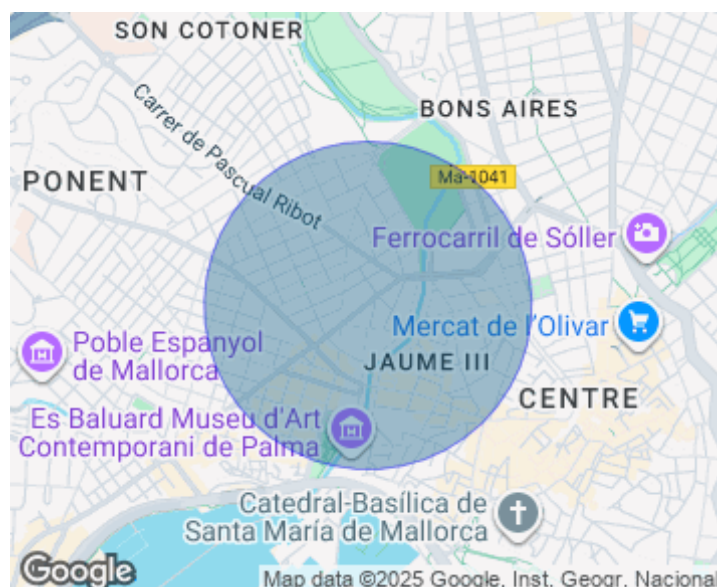 SON COTONER
BONS AIRES
Carrer de Pascual Ribot
PONENT
Ma-1041
Ferrocarril de Sóller
Mercat de l'Olivar
Poble Espanyol
de Mallorca
JAUME III
CENTRE
Es Baluard Museu d'Art
Contemporani de Palma
Catedral-Basílica de
Santa María de Mallorca
Google
Map data ©2025 Google, Inst. Geogr. Nacional